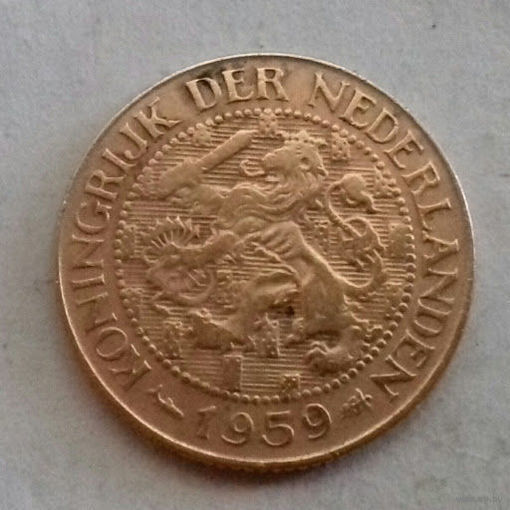 KONINGRIJK DER NEDERLANDEN
1959